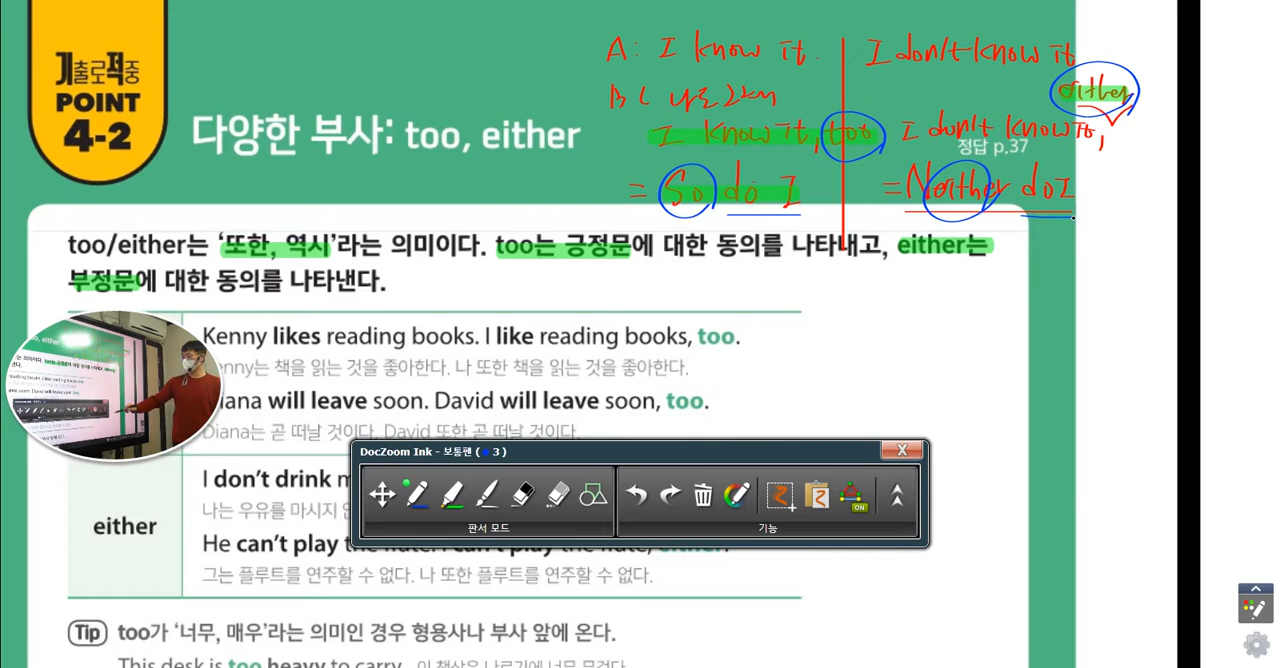 기출로적중
POINT
4-2
다양한 부사: too, either
정답 p.37
A: I know it.
I know it, too
= So do I
I don't know it
either
I don't know it,
= Neither do I
too/either는 ‘또한, 역시’라는 의미이다. too는 긍정문에 대한 동의를 나타내고, either는
부정문에 대한 동의를 나타낸다.
Kenny likes reading books. I like reading books, too.
enny는 책을 읽는 것을 좋아한다. 나 또한 책을 읽는 것을 좋아한다.
iana will leave soon. David will leave soon, too.
Diana는 곧 떠날 것이다. David 또한 곧 떠날 것이다.
either
I don’t drink
나는 우유를 마시지
He can’t play
그는 플루트를 연주할 수 없다. 나 또한 플루트를 연주할 수 없다.
Tip too가 ‘너무, 매우’라는 의미인 경우 형용사나 부사 앞에 온다.
This desk is too heavy to carry.
DocZoom Ink - 보통펜 ( 3 )
X
ON
판서 모드
기능